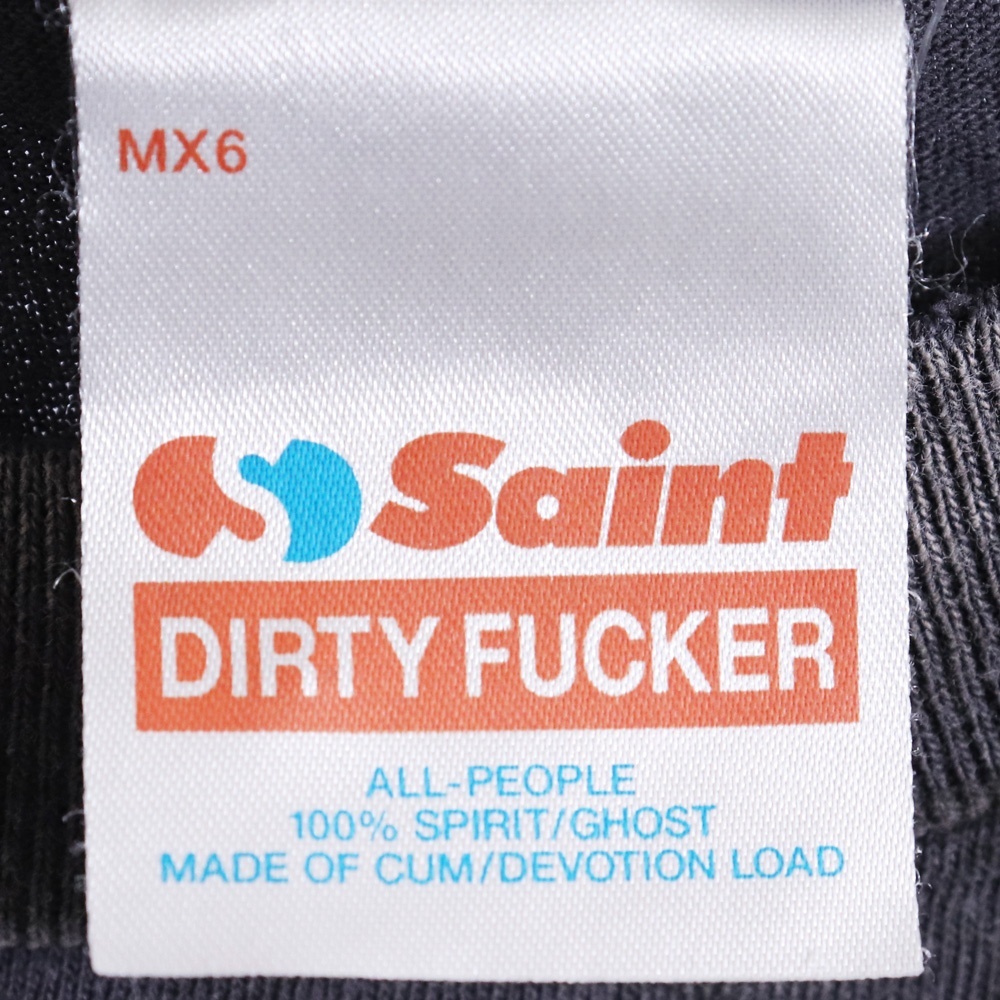 MX6
Saint
DIRTY FUCKER
ALL-PEOPLE
100% SPIRIT/GHOST
MADE OF CUM/DEVOTION LOAD